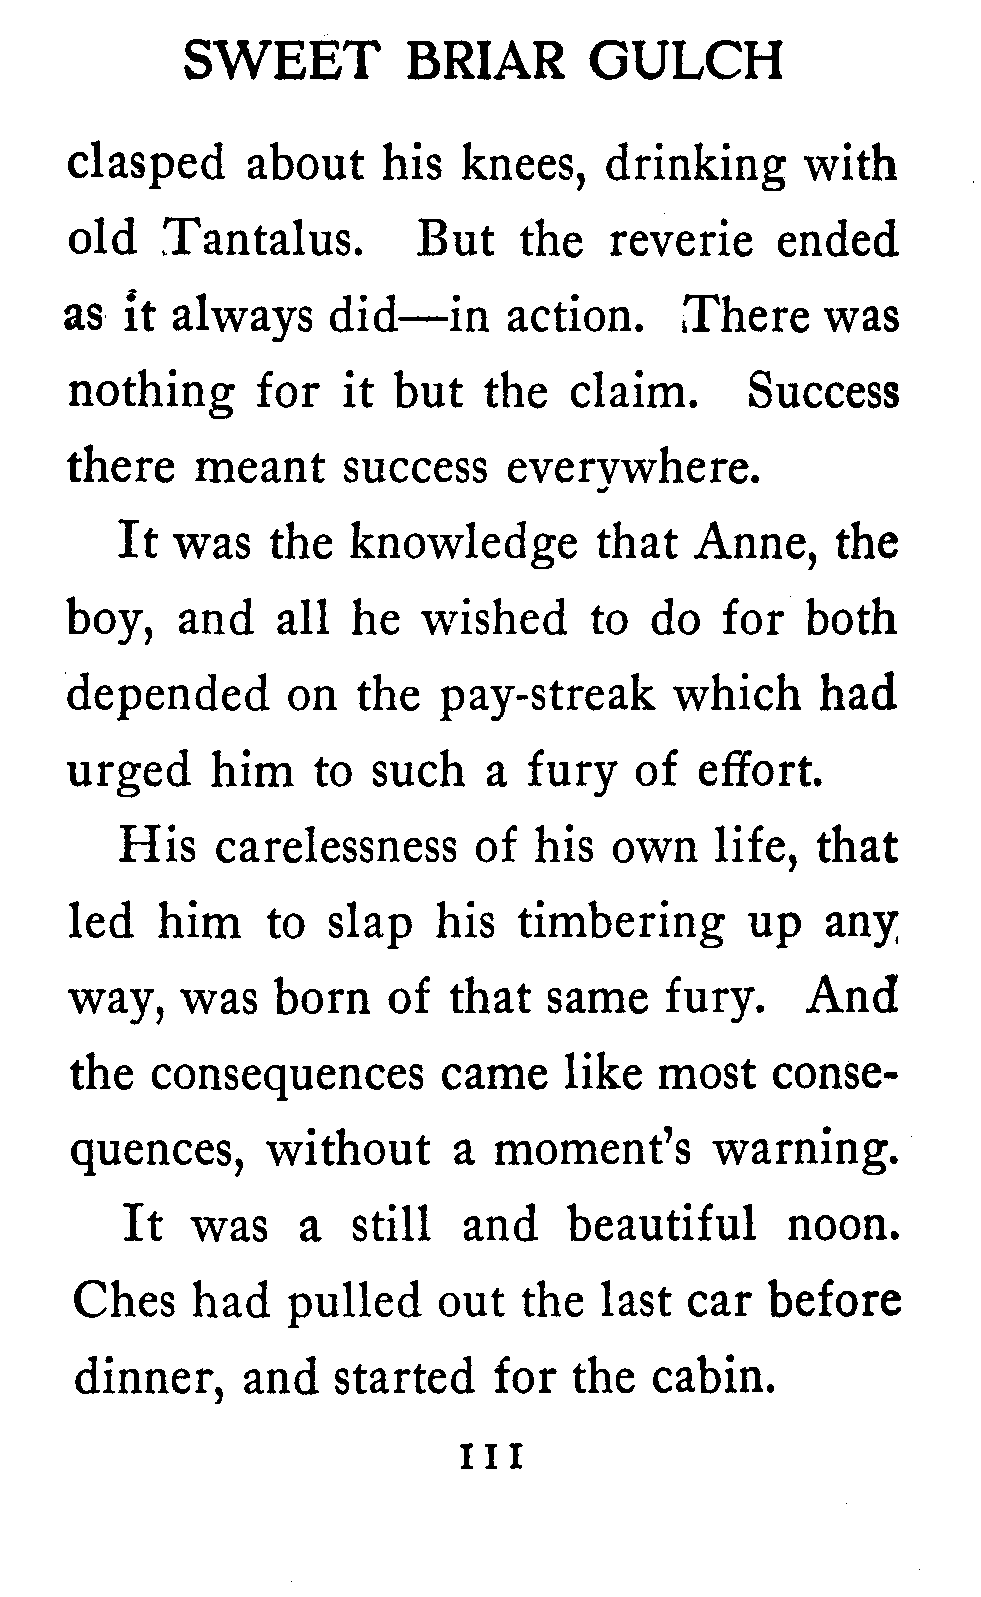 SWEET BRIAR GULCH
clasped about his knees, drinking with
old Tantalus. But the reverie ended
as it always did—in action. There was
nothing for it but the claim. Success
there meant success everywhere.
It was the knowledge that Anne, the
boy, and all he wished to do for both
depended on the pay-streak which had
urged him to such a fury of effort.
His carelessness of his own life, that
led him to slap his timbering up any
way, was born of that same fury. And
the consequences came like most conse-
quences, without a moment's warning.
It was a still and beautiful noon.
Ches had pulled out the last car before
dinner, and started for the cabin.
111